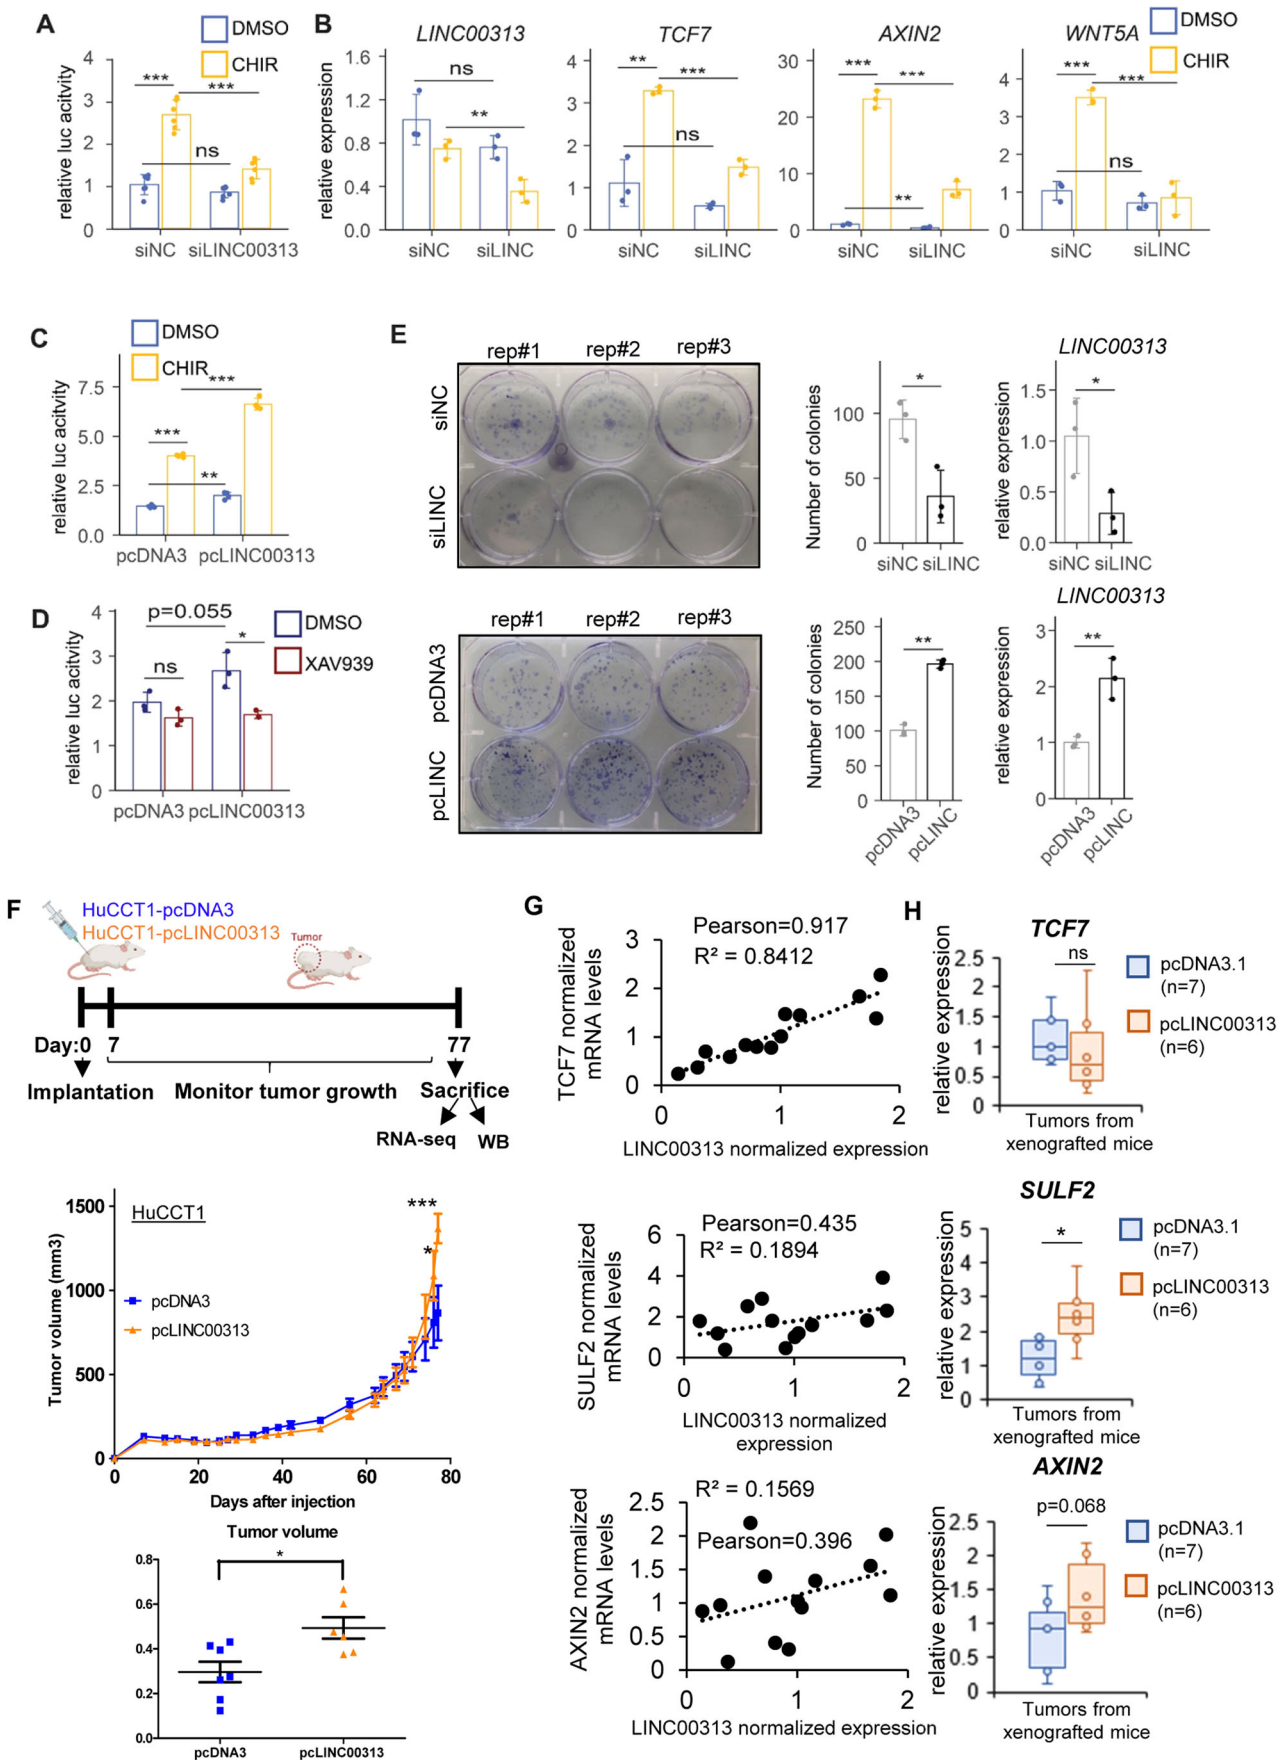 A
DMSO
CHIR
relative luc acitvity
4
3
2
1
0
***
***
ns
siNC siLINC00313
B
DMSO
CHIR
LINC00313
relative expression
1.6
1.2
0.8
0.4
0.0
ns
**
siNC siLINC
TCF7
4
3
2
1
0
**
***
ns
siNC siLINC
AXIN2
30
20
10
0
***
***
**
siNC siLINC
WNT5A
4
3
2
1
0
***
***
ns
siNC siLINC
C
DMSO
CHIR
relative luc acitvity
7.5
5.0
2.5
0.0
***
***
**
pcDNA3 pcLINC00313
D
DMSO
XAV939
relative luc activity
4
3
2
1
0
p=0.055
ns
*
pcDNA3 pcLINC00313
E
rep#1 rep#2 rep#3
siNC
siLINC
Number of colonies
100
50
0
*
siNC siLINC
LINC00313
relative expression
1.5
1.0
0.5
0.0
*
siNC siLINC
rep#1 rep#2 rep#3
pcDNA3
pcLINC
Number of colonies
250
200
150
100
50
0
**
pcDNA3
pcLINC
LINC00313
relative expression
3
2
1
0
**
pcDNA3
pcLINC
F
HuCCT1-pcDNA3
HuCCT1-pcLINC00313
Tumor
Day:0 7 77
Implantation Monitor tumor growth Sacrifice
RNA-seq WB
HuCCT1
Tumor volume (mm3)
1500
1000
500
0
***
*
pcDNA3
pcLINC00313
0 20 40 60 80
Days after injection
Tumor volume
0.8
0.6
0.4
0.2
0.0
*
pcDNA3 pcLINC00313
G
TCF7 normalized
mRNA levels
Pearson=0.917
R² = 0.8412
3
2
1
0
0 1 2
LINC00313 normalized expression
SULF2 normalized
mRNA levels
Pearson=0.435
R² = 0.1894
6
4
2
0
0 1 2
LINC00313 normalized
expression
AXIN2 normalized
mRNA levels
R² = 0.1569
Pearson=0.396
2.5
2
1.5
1
0.5
0
0 1 2
LINC00313 normalized expression
H
TCF7
relative expression
2.5
2
1.5
1
0.5
0
ns
pcDNA3.1
(n=7)
pcLINC00313
(n=6)
Tumors from
xenografted mice
SULF2
relative expression
5
4
3
2
1
0
*
pcDNA3.1
(n=7)
pcLINC00313
(n=6)
Tumors from
xenografted mice
AXIN2
relative expression
2.5
2
1.5
1
0.5
0
p=0.068
pcDNA3.1
(n=7)
pcLINC00313
(n=6)
Tumors from
xenografted mice